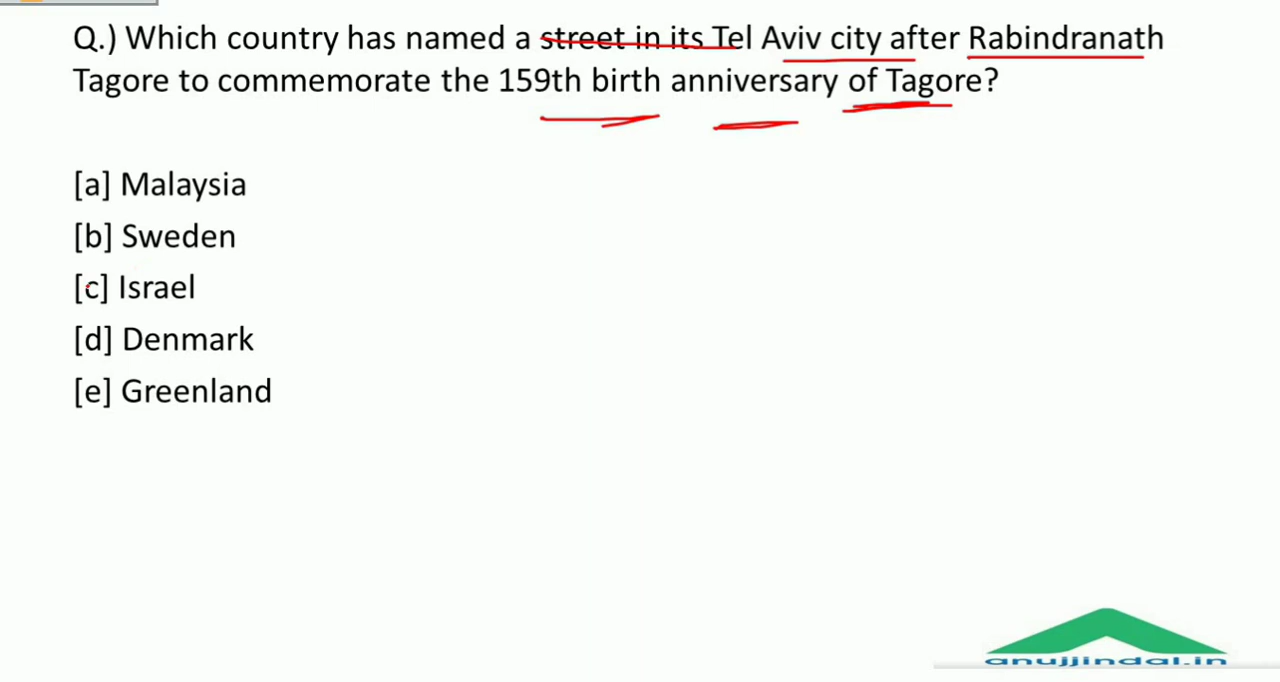 Q.) Which country has named a street in its Tel Aviv city after Rabindranath
Tagore to commemorate the 159th birth anniversary of Tagore?
[a] Malaysia
[b] Sweden
[c] Israel
[d] Denmark
[e] Greenland
anujjindal.in